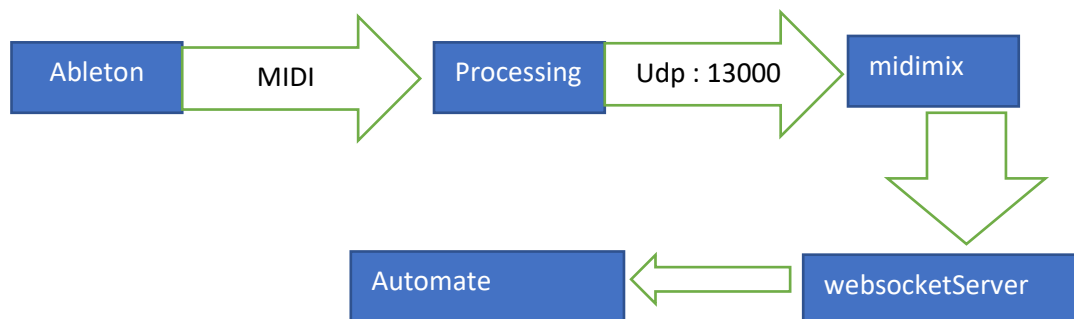 Ableton
MIDI
Processing
Udp : 13000
midimix
Automate
websocketServer